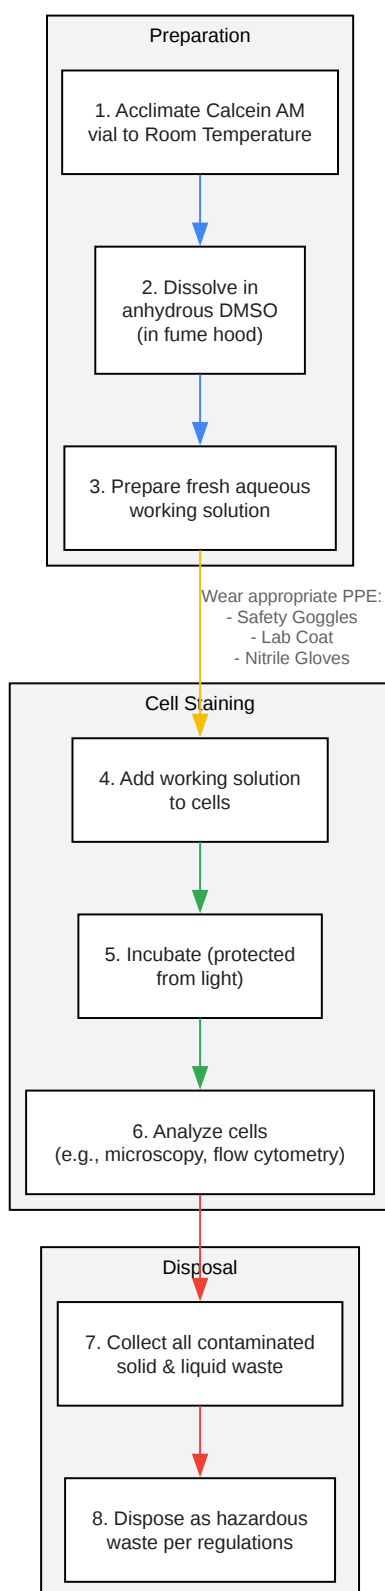 Preparation
1. Acclimate Calcein AM
vial to Room Temperature
2. Dissolve in
anhydrous DMSO
(in fume hood)
3. Prepare fresh aqueous
working solution
Wear appropriate PPE:
- Safety Goggles
- Lab Coat
- Nitrile Gloves
Cell Staining
4. Add working solution
to cells
5. Incubate (protected
from light)
6. Analyze cells
(e.g., microscopy, flow cytometry)
Disposal
7. Collect all contaminated
solid & liquid waste
8. Dispose as hazardous
waste per regulations